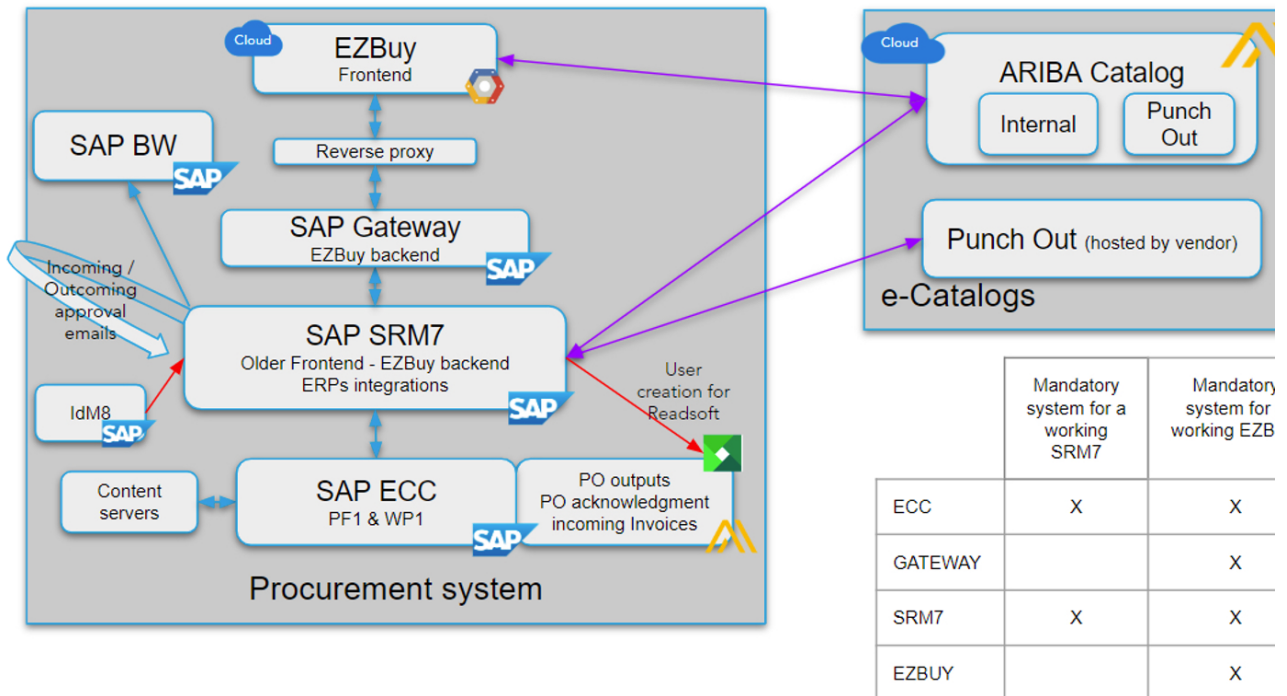 Cloud
EZBuy
Frontend
Reverse proxy
SAP BW
SAP
SAP Gateway
EZBuy backend
SAP
Incoming /
Outcoming
approval
emails
SAP SRM7
Older Frontend - EZBuy backend
ERPs integrations
SAP
IdM8
SAP
User
creation for
Readsoft
Content
servers
SAP ECC
PF1 & WP1
SAP
PO outputs
PO acknowledgment
incoming Invoices
Procurement system
Cloud
ARIBA Catalog
Internal
Punch
Out
Punch Out (hosted by vendor)
e-Catalogs
Mandatory
system for a
working
SRM7
Mandatory
system for
working EZB
ECC X X
GATEWAY X
SRM7 X X
EZBUY X